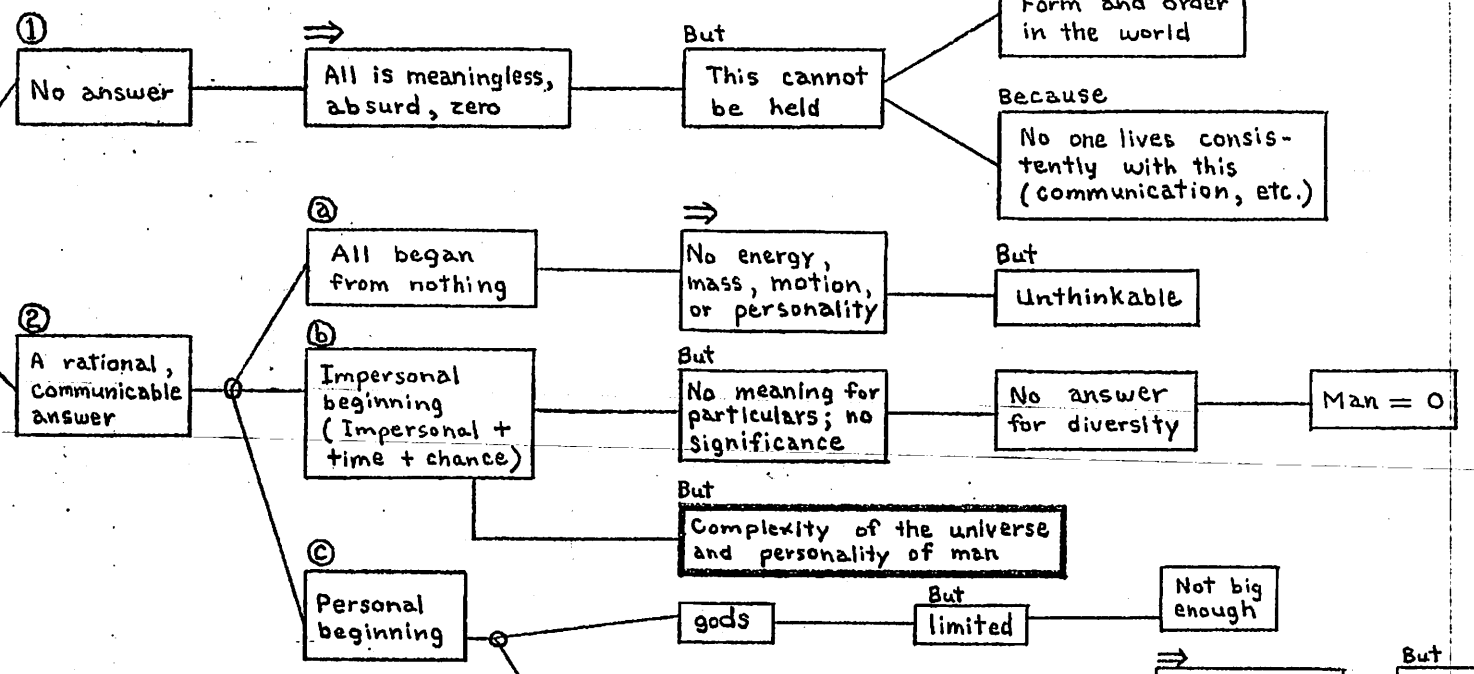 ①
No answer
⇒
All is meaningless,
absurd, zero
But
This cannot
be held
Form and order
in the world
Because
No one lives consis-
tently with this
(communication, etc.)
②
A rational,
communicable
answer
ⓐ
All began
from nothing
⇒
No energy,
mass, motion,
or personality
But
Unthinkable
ⓑ
Impersonal
beginning
(Impersonal +
time + chance)
But
No meaning for
particulars; no
significance
No answer
for diversity
Man = 0
But
Complexity of the universe
and personality of man
ⓒ
Personal
beginning
gods
But
limited
Not big
enough
⇒
But